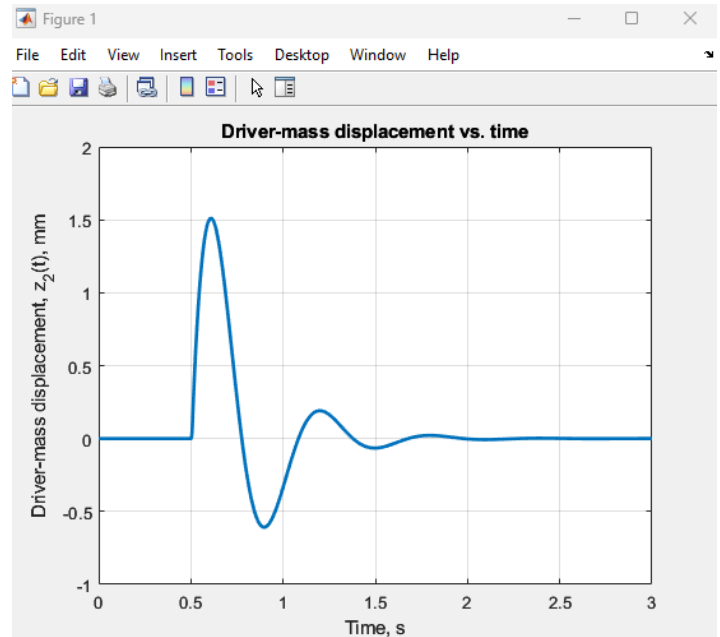 Figure 1
File Edit View Insert Tools Desktop Window Help
Driver-mass displacement vs. time
2
1.5
1
0.5
0
-0.5
-1
Driver-mass displacement, z2(t), mm
0 0.5 1 1.5 2 2.5 3
Time, s